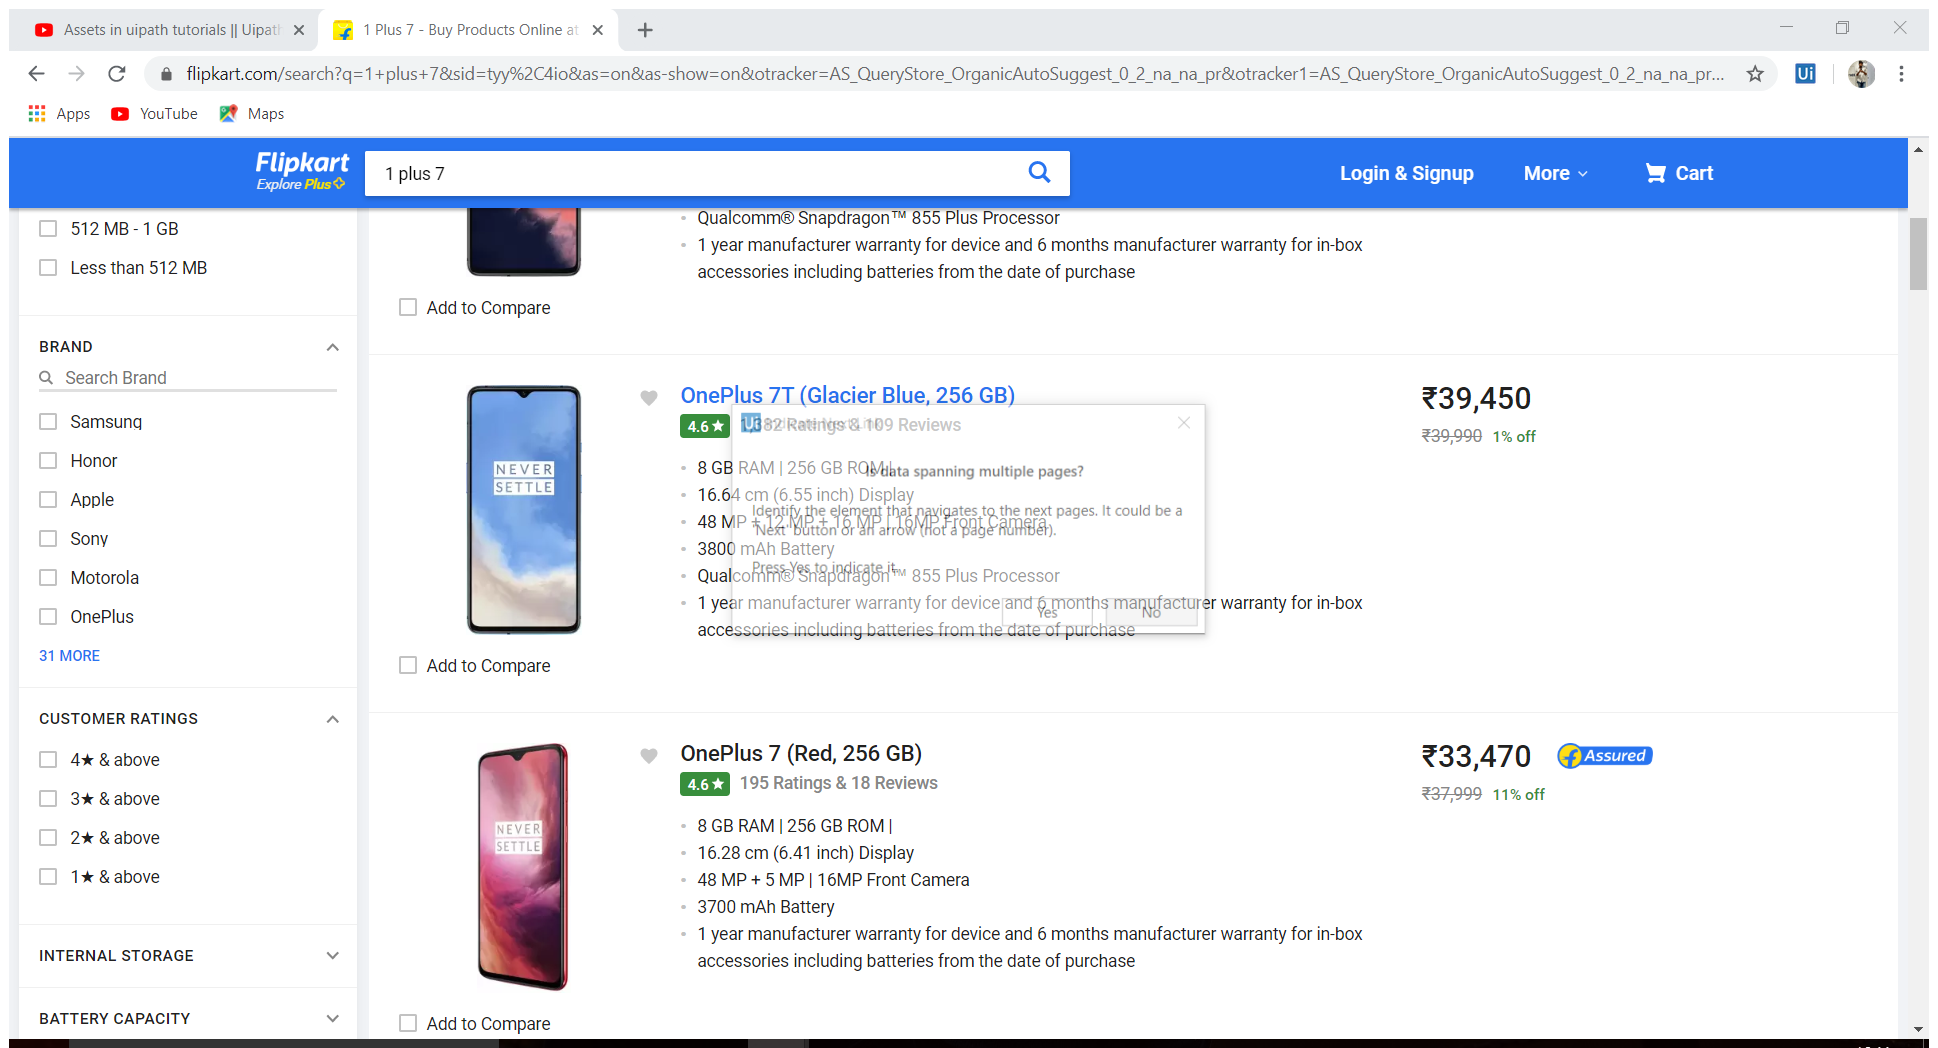 Assets in uipath tutorials || Uipath
1 Plus 7 - Buy Products Online at
flipkart.com/search?q=1+plus+7&sid=tyy%2C4io&as=on&as-show=on&otracker=AS_QueryStore_OrganicAutoSuggest_0_2_na_na_pr&otracker1=AS_QueryStore_OrganicAutoSuggest_0_2_na_na_pr...
Ui
Apps YouTube Maps
Flipkart
Explore Plus
1 plus 7
Login & Signup More Cart
512 MB - 1 GB
Less than 512 MB
BRAND
Search Brand
Samsung
Honor
Apple
Sony
Motorola
OnePlus
31 MORE
CUSTOMER RATINGS
4★ & above
3★ & above
2★ & above
1★ & above
INTERNAL STORAGE
BATTERY CAPACITY
Qualcomm® Snapdragon™ 855 Plus Processor
1 year manufacturer warranty for device and 6 months manufacturer warranty for in-box
accessories including batteries from the date of purchase
Add to Compare
NEVER
SETTLE
OnePlus 7T (Glacier Blue, 256 GB)
4.6★ 1,382 Ratings & 109 Reviews
8 GB RAM | 256 GB ROM |
16.64 cm (6.55 inch) Display
48 MP + 12 MP + 16 MP | 16MP Front Camera
3800 mAh Battery
Qualcomm® Snapdragon™ 855 Plus Processor
1 year manufacturer warranty for device and 6 months manufacturer warranty for in-box
accessories including batteries from the date of purchase
₹39,450
₹39,990 1% off
Add to Compare
Ui
Is data spanning multiple pages?
Identify the element that navigates to the next pages. It could be a
'Next' button or an arrow (not a page number).
Press Yes to indicate it.
Yes No
NEVER
SETTLE
OnePlus 7 (Red, 256 GB)
4.6★ 195 Ratings & 18 Reviews
8 GB RAM | 256 GB ROM |
16.28 cm (6.41 inch) Display
48 MP + 5 MP | 16MP Front Camera
3700 mAh Battery
1 year manufacturer warranty for device and 6 months manufacturer warranty for in-box
accessories including batteries from the date of purchase
₹33,470 Assured
₹37,999 11% off
Add to Compare